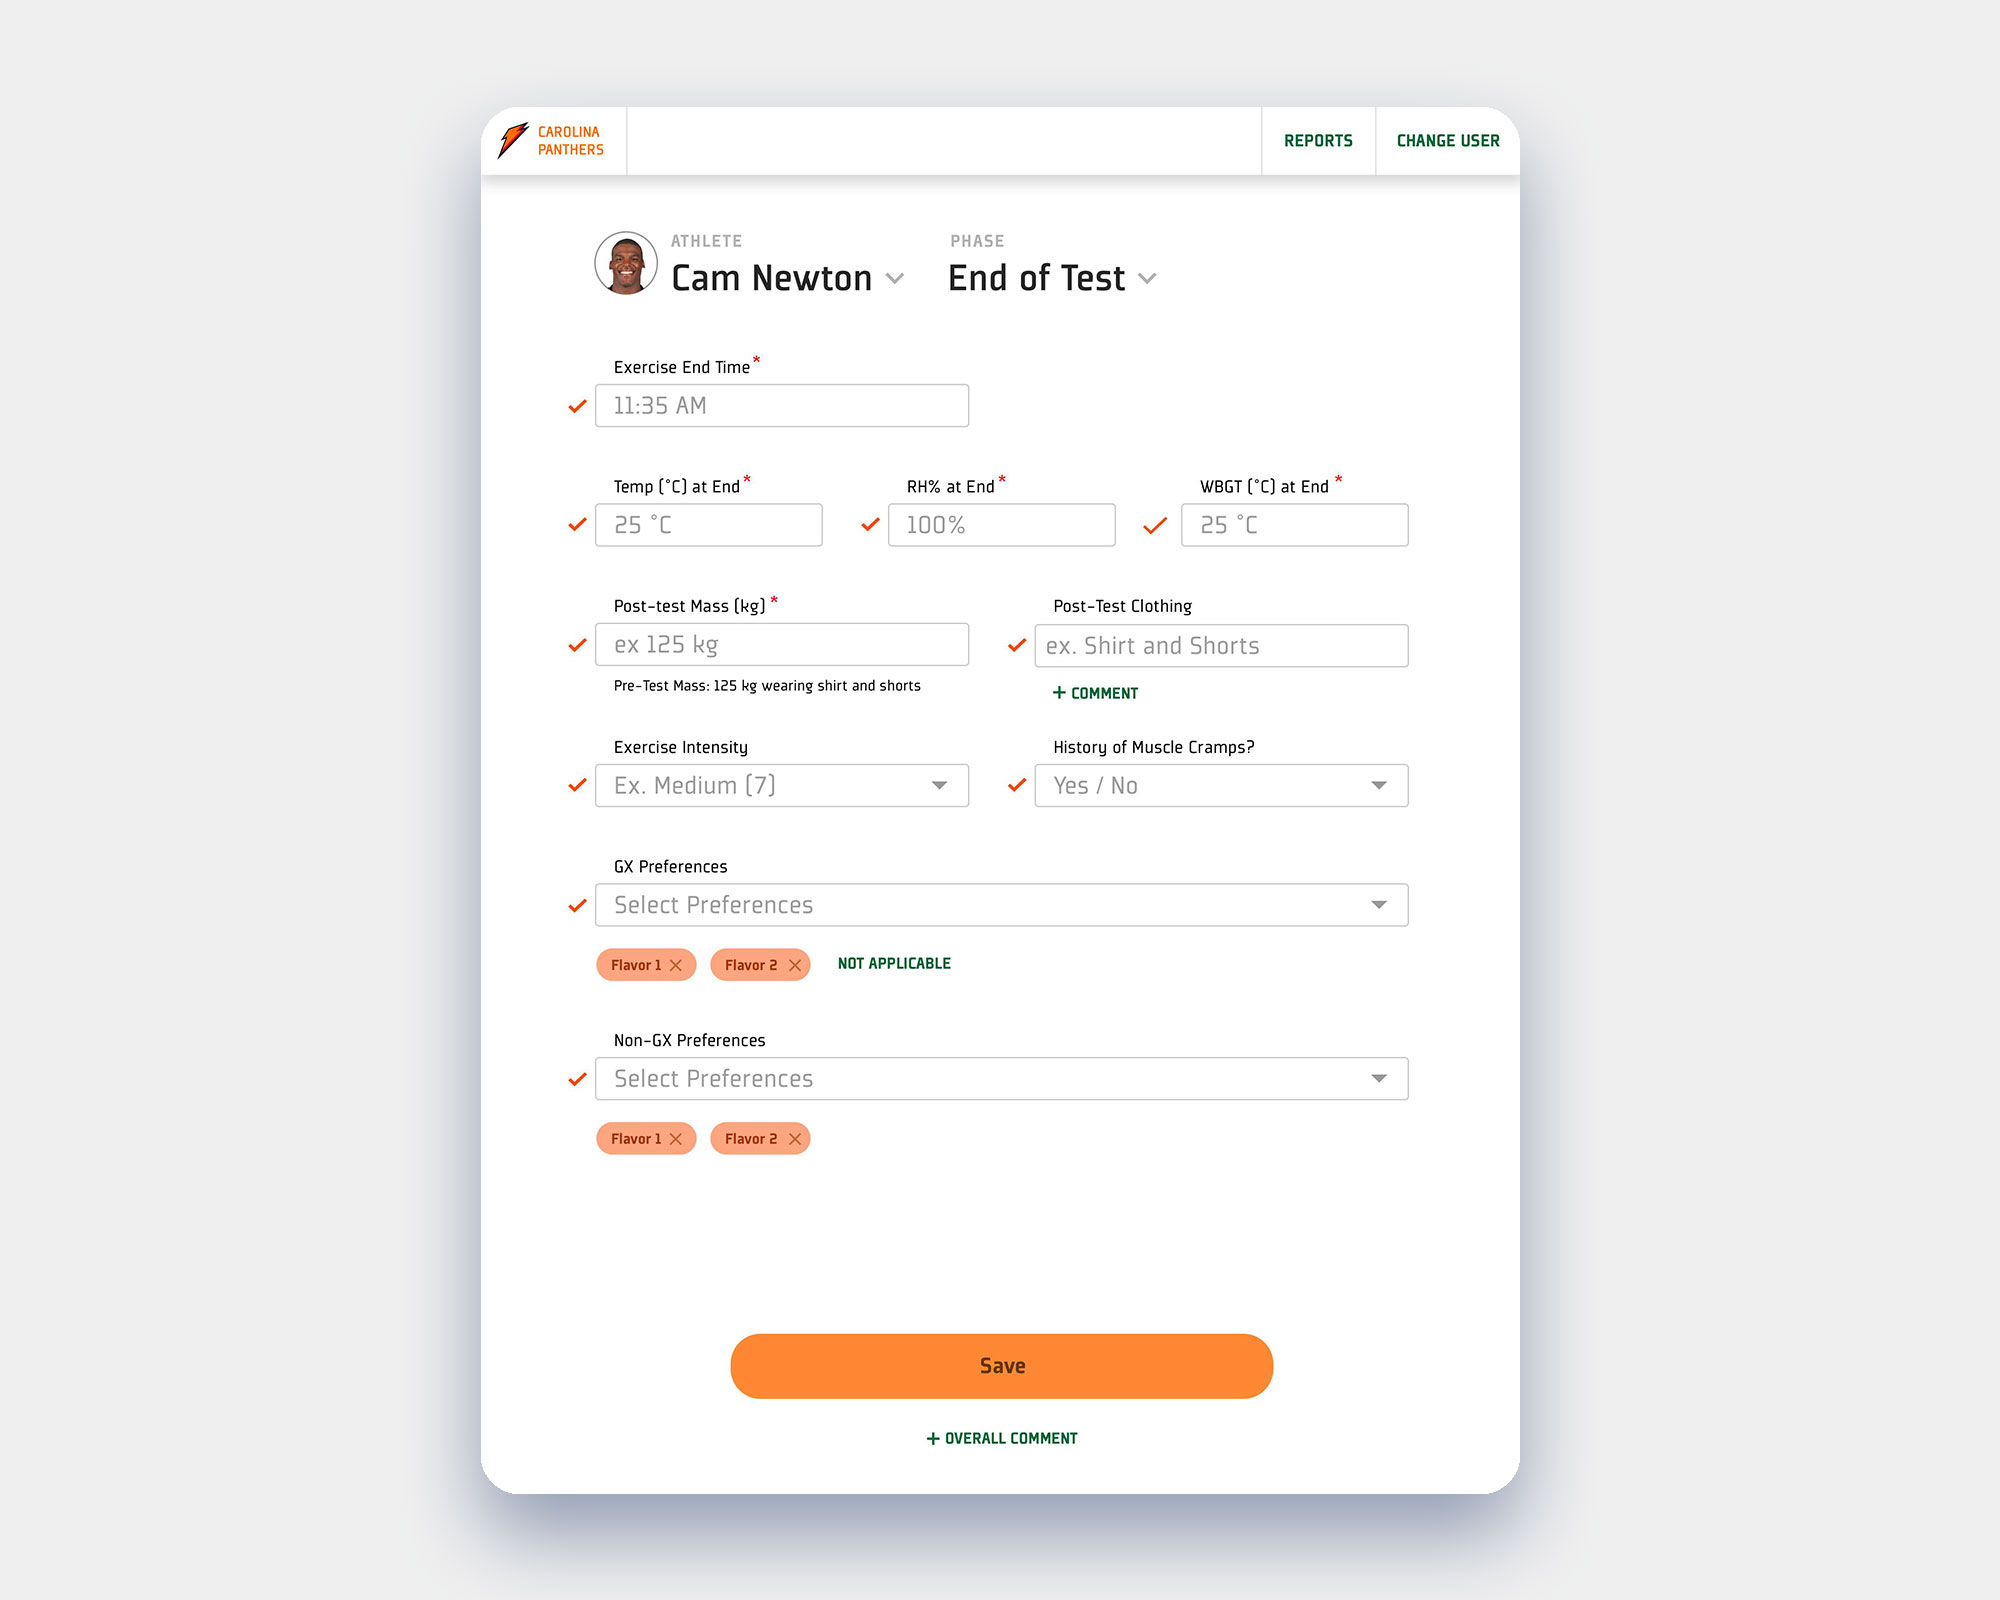 CAROLINA
PANTHERS
REPORTS
CHANGE USER
ATHLETE
PHASE
Cam Newton
End of Test
Exercise End Time*
11:35 AM
Temp (°C) at End*
RH% at End*
WBGT (°C) at End *
25 °C
100%
25 °C
Post-test Mass (kg)*
Post-Test Clothing
ex 125 kg
ex. Shirt and Shorts
Pre-Test Mass: 125 kg wearing shirt and shorts
+ COMMENT
Exercise Intensity
History of Muscle Cramps?
Ex. Medium (7)
Yes / No
GX Preferences
Select Preferences
Flavor 1
Flavor 2
NOT APPLICABLE
Non-GX Preferences
Select Preferences
Flavor 1
Flavor 2
Save
+ OVERALL COMMENT